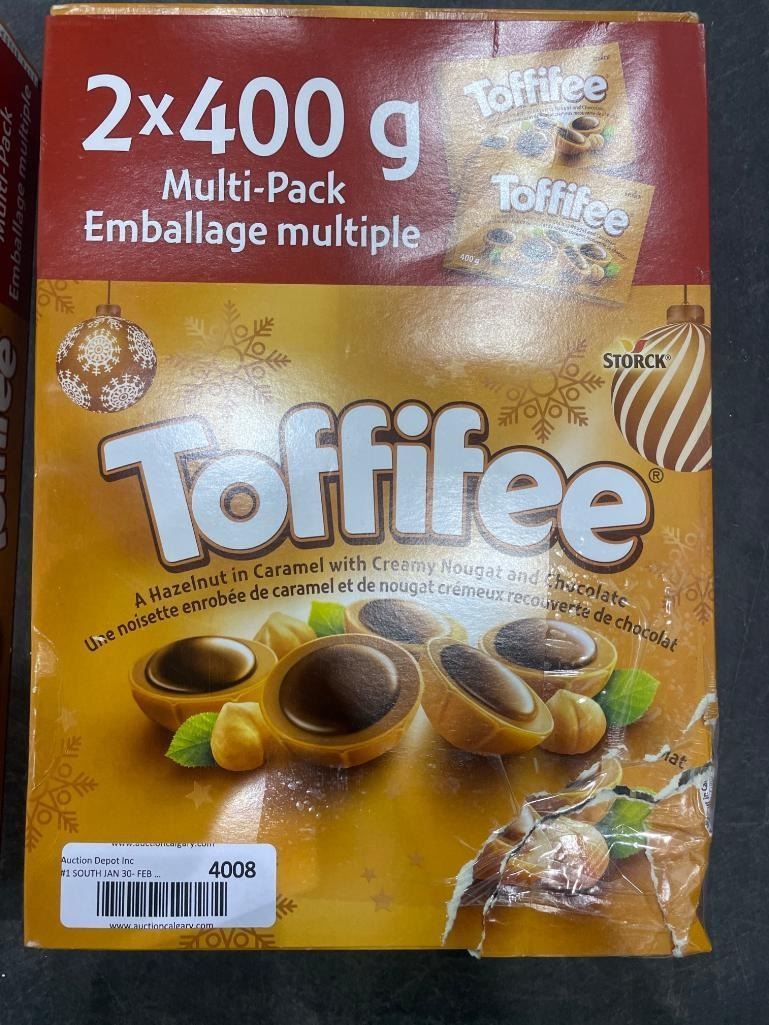 2x400 g
Multi-Pack
Emballage multiple
Toffifee
Toffifee
400 g
STORCK®
Toffifee®
A Hazelnut in Caramel with Creamy Nougat and Chocolate
Une noisette enrobée de caramel et de nougat crémeux recouverte de chocolat
lat
www.auctioncalgary.com
Auction Depot Inc
#1 SOUTH JAN 30- FEB ...
4008
www.auctioncalgary.com
Multi-Pack
Emballage multiple